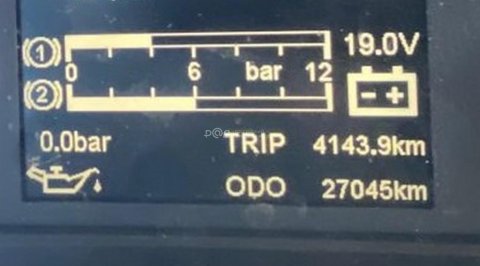 1 19.0V
0 6 bar 12
2 - +
0.0bar TRIP 4143.9km
ODO 27045km